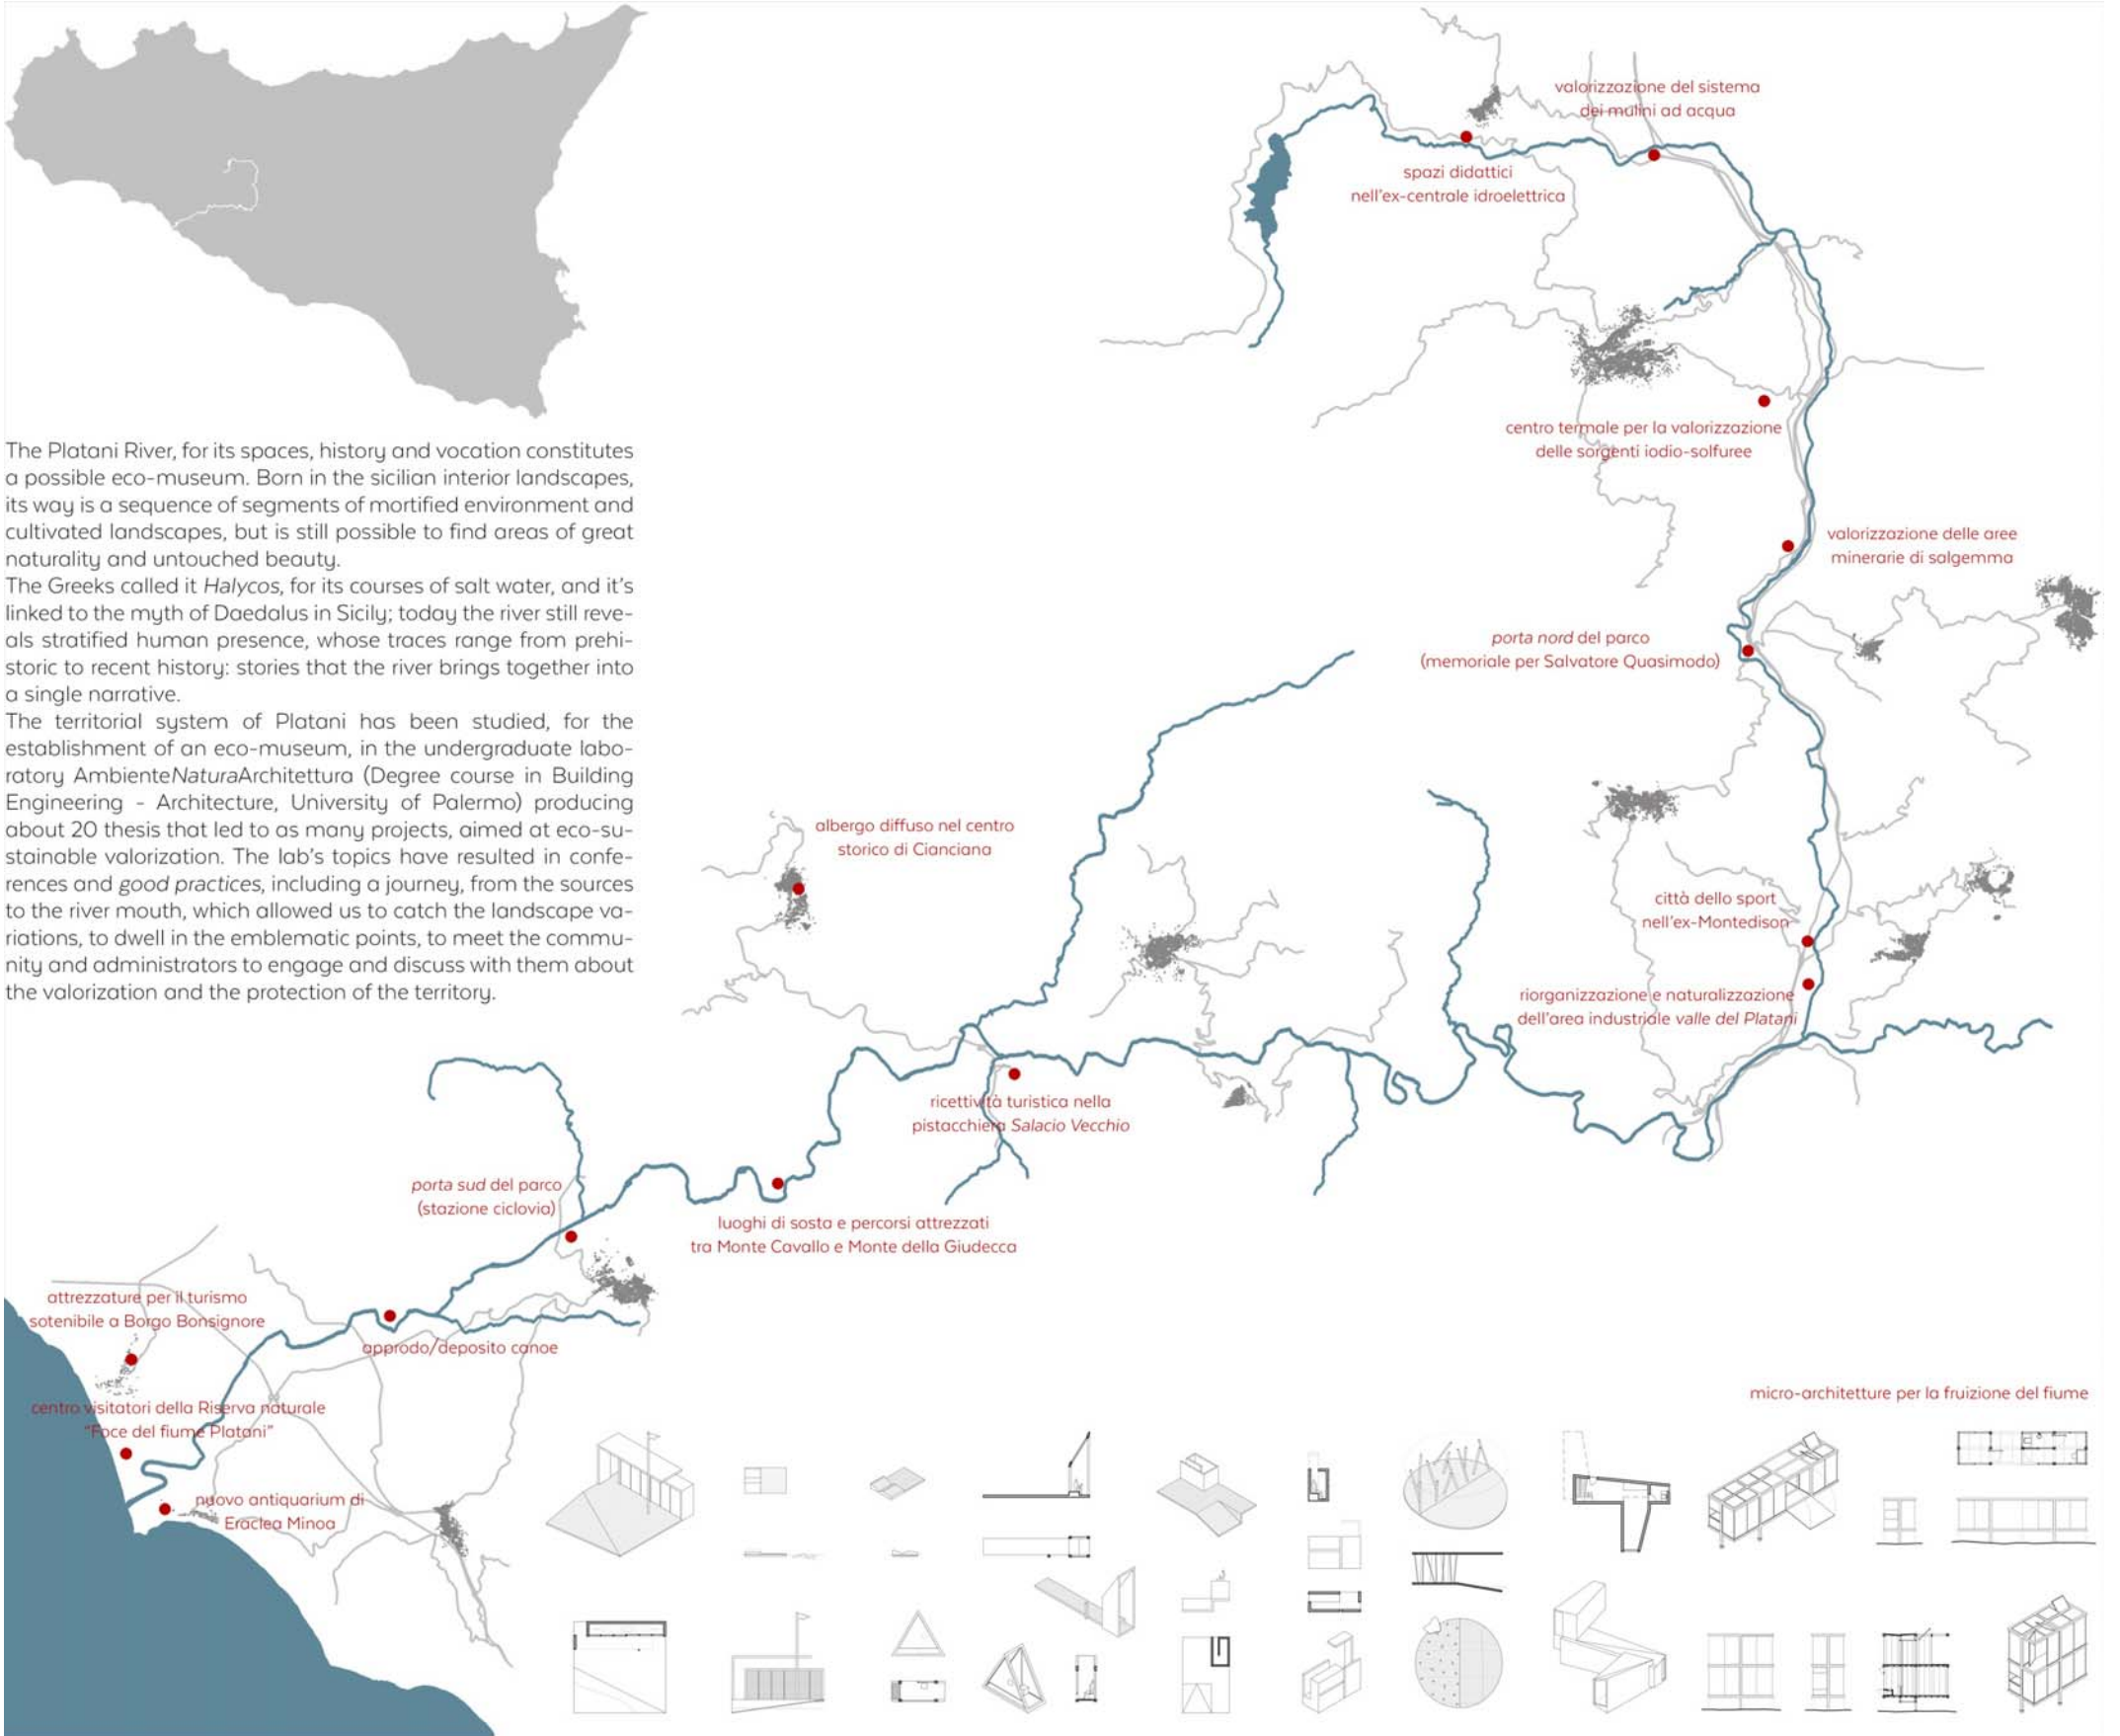 The Platani River, for its spaces, history and vocation constitutes
a possible eco-museum. Born in the sicilian interior landscapes,
its way is a sequence of segments of mortified environment and
cultivated landscapes, but is still possible to find areas of great
naturality and untouched beauty.
The Greeks called it Halycos, for its courses of salt water, and it's
linked to the myth of Daedalus in Sicily; today the river still reve-
als stratified human presence, whose traces range from prehi-
storic to recent history: stories that the river brings together into
a single narrative.
The territorial system of Platani has been studied, for the
establishment of an eco-museum, in the undergraduate labo-
ratory AmbienteNaturaArchitettura (Degree course in Building
Engineering - Architecture, University of Palermo) producing
about 20 thesis that led to as many projects, aimed at eco-su-
stainable valorization. The lab's topics have resulted in confe-
rences and good practices, including a journey, from the sources
to the river mouth, which allowed us to catch the landscape va-
riations, to dwell in the emblematic points, to meet the commu-
nity and administrators to engage and discuss with them about
the valorization and the protection of the territory.
valorizzazione del sistema
dei mulini ad acqua
spazi didattici
nell'ex-centrale idroelettrica
centro termale per la valorizzazione
delle sorgenti iodio-solfuree
valorizzazione delle aree
minerarie di salgemma
porta nord del parco
(memoriale per Salvatore Quasimodo)
albergo diffuso nel centro
storico di Cianciana
città dello sport
nell'ex-Montedison
riorganizzazione e naturalizzazione
dell'area industriale valle del Platani
ricettività turistica nella
pistacchiera Salacio Vecchio
porta sud del parco
(stazione ciclovia)
luoghi di sosta e percorsi attrezzati
tra Monte Cavallo e Monte della Giudecca
attrezzature per il turismo
sotenibile a Borgo Bonsignore
approdo/deposito canoe
centro visitatori della Riserva naturale
"Foce del fiume Platani"
nuovo antiquarium di
Eraclea Minoa
micro-architetture per la fruizione del fiume